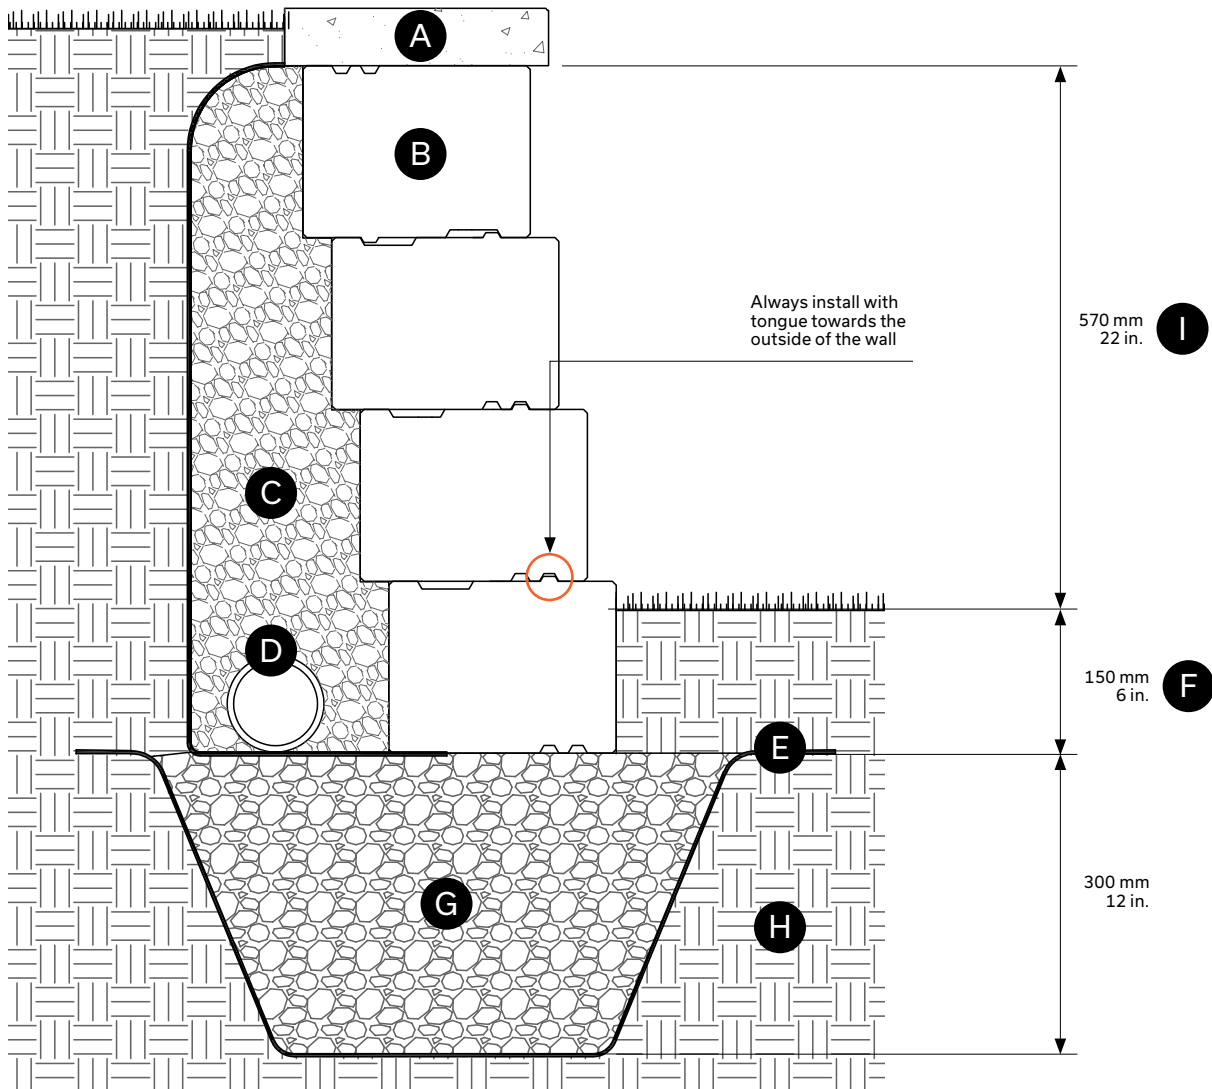 A
B
Always install with
tongue towards the
outside of the wall
570 mm
22 in.
I
C
D
150 mm
6 in.
F
E
G
300 mm
12 in.
H